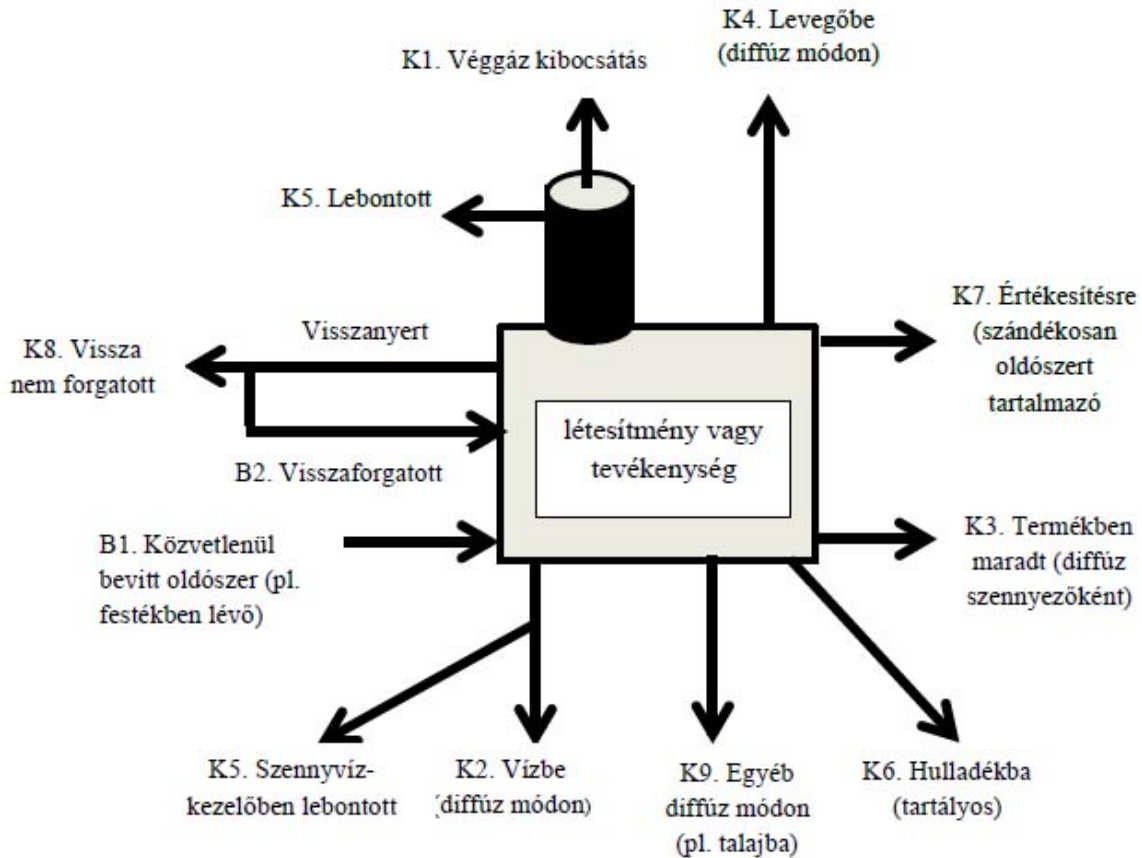 K4. Levegőbe
(diffúz módon)
K1. Véggáz kibocsátás
K5. Lebontott
K7. Értékesítésre
(szándékosan
oldószert
tartalmazó
Visszanyert
K8. Vissza
nem forgatott
létesítmény vagy
tevékenység
B2. Visszaforgatott
B1. Közvetlenül
bevitt oldószer (pl.
festékben lévő)
K3. Termékben
maradt (diffúz
szennyezőként)
K5. Szennyvíz-
kezelőben lebontott
K2. Vízbe
(diffúz módon)
K9. Egyéb
diffúz módon
(pl. talajba)
K6. Hulladékba
(tartályos)